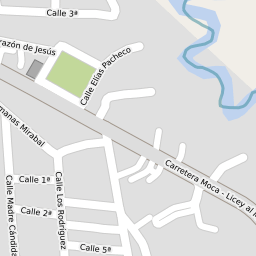 Calle 3ª
razón de Jesús
Calle Elías Pacheco
manas Mirabal
Carretera Moca - Licey al
Calle 1ª
Calle 2ª
Calle Los Rodríguez
Calle Madre Cándida
Calle 5ª